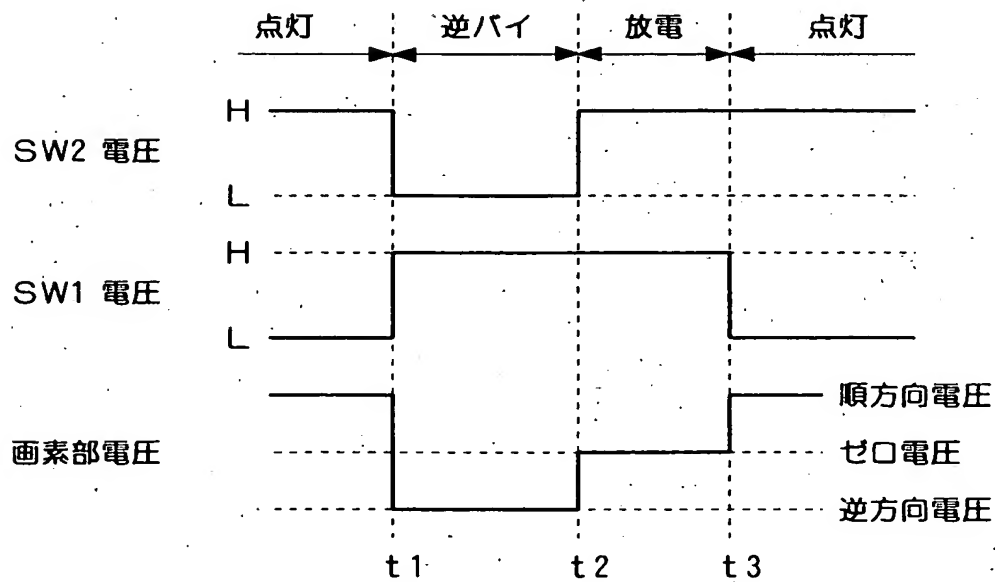 点灯 逆バイ 放電 点灯
H
SW2 電圧
L
H
SW1 電圧
L
順方向電圧
画素部電圧 ゼロ電圧
逆方向電圧
t1 t2 t3